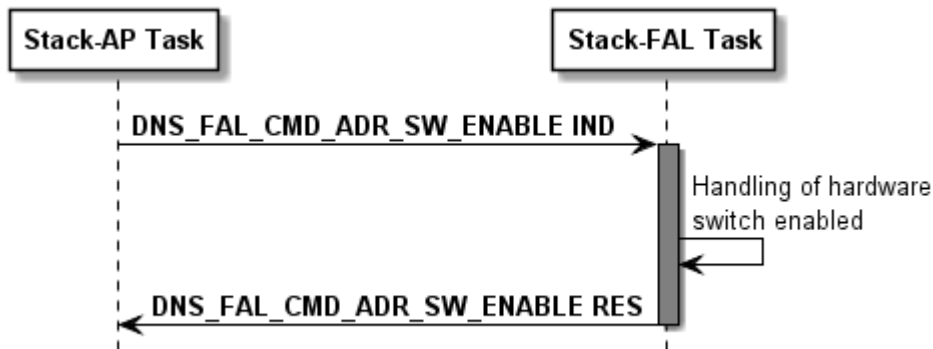 Stack-AP Task
Stack-FAL Task
DNS_FAL_CMD_ADR_SW_ENABLE IND
Handling of hardware
switch enabled
DNS_FAL_CMD_ADR_SW_ENABLE RES